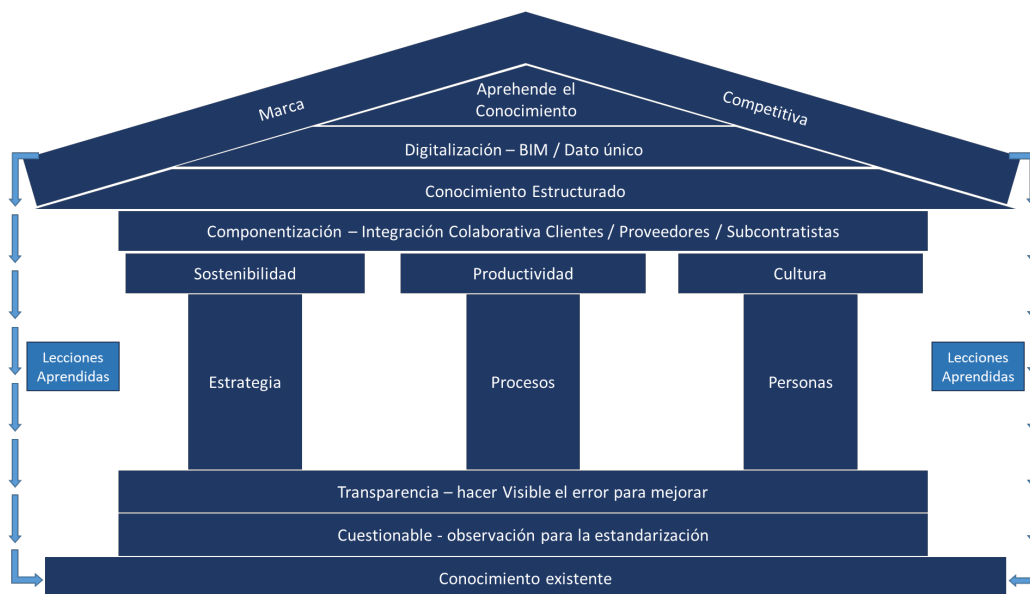 Marca
Competitiva
Aprehende el
Conocimiento
Digitalización – BIM / Dato único
Conocimiento Estructurado
Componentización – Integración Colaborativa Clientes / Proveedores / Subcontratistas
Sostenibilidad
Productividad
Cultura
Lecciones
Aprendidas
Estrategia
Procesos
Personas
Lecciones
Aprendidas
Transparencia – hacer Visible el error para mejorar
Cuestionable - observación para la estandarización
Conocimiento existente